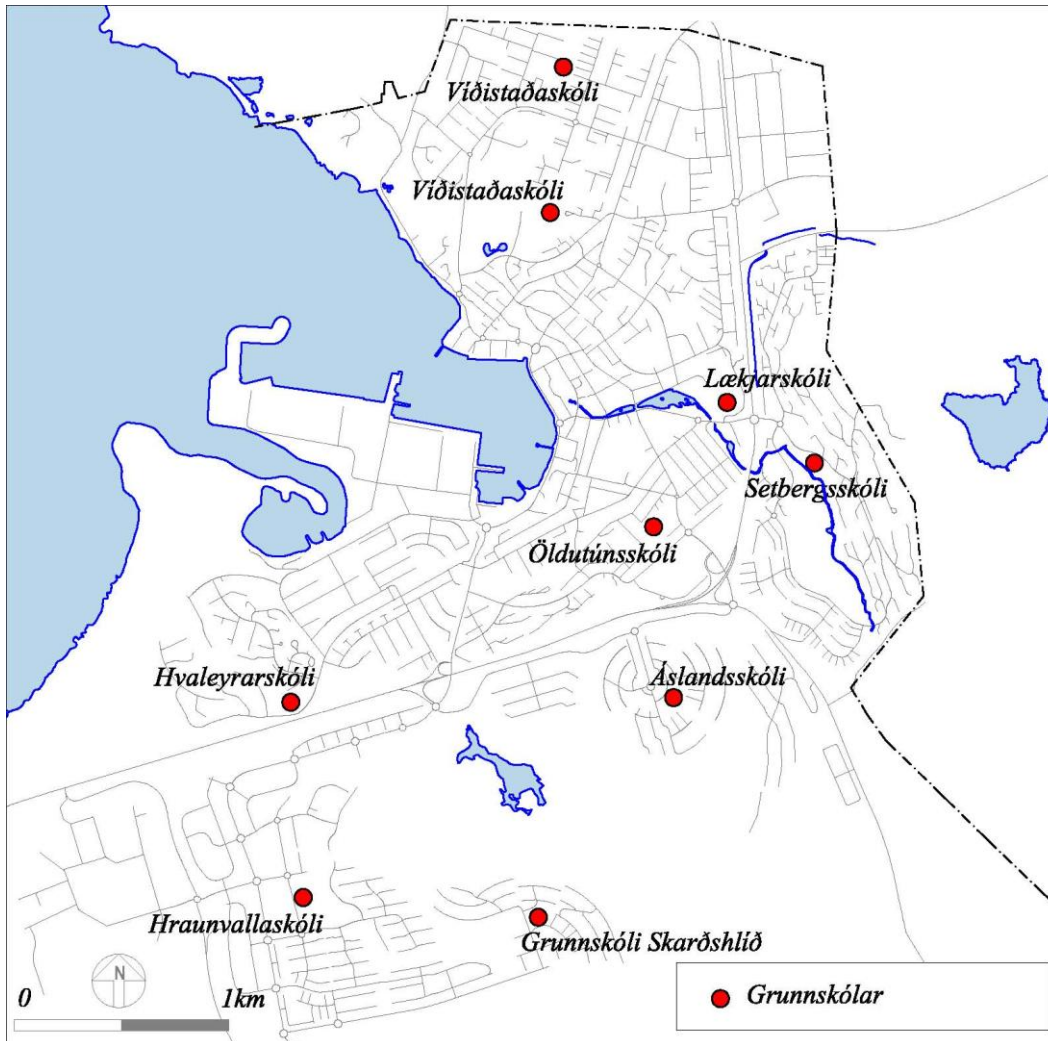 Víðistaðaskóli
Víðistaðaskóli
Lækjarskóli
Setbergsskóli
Öldutúnsskóli
Hvaleyrarskóli
Áslandsskóli
Hraunvallaskóli
Grunnskóli Skarðshlíð
N
0 1km
Grunnskólar